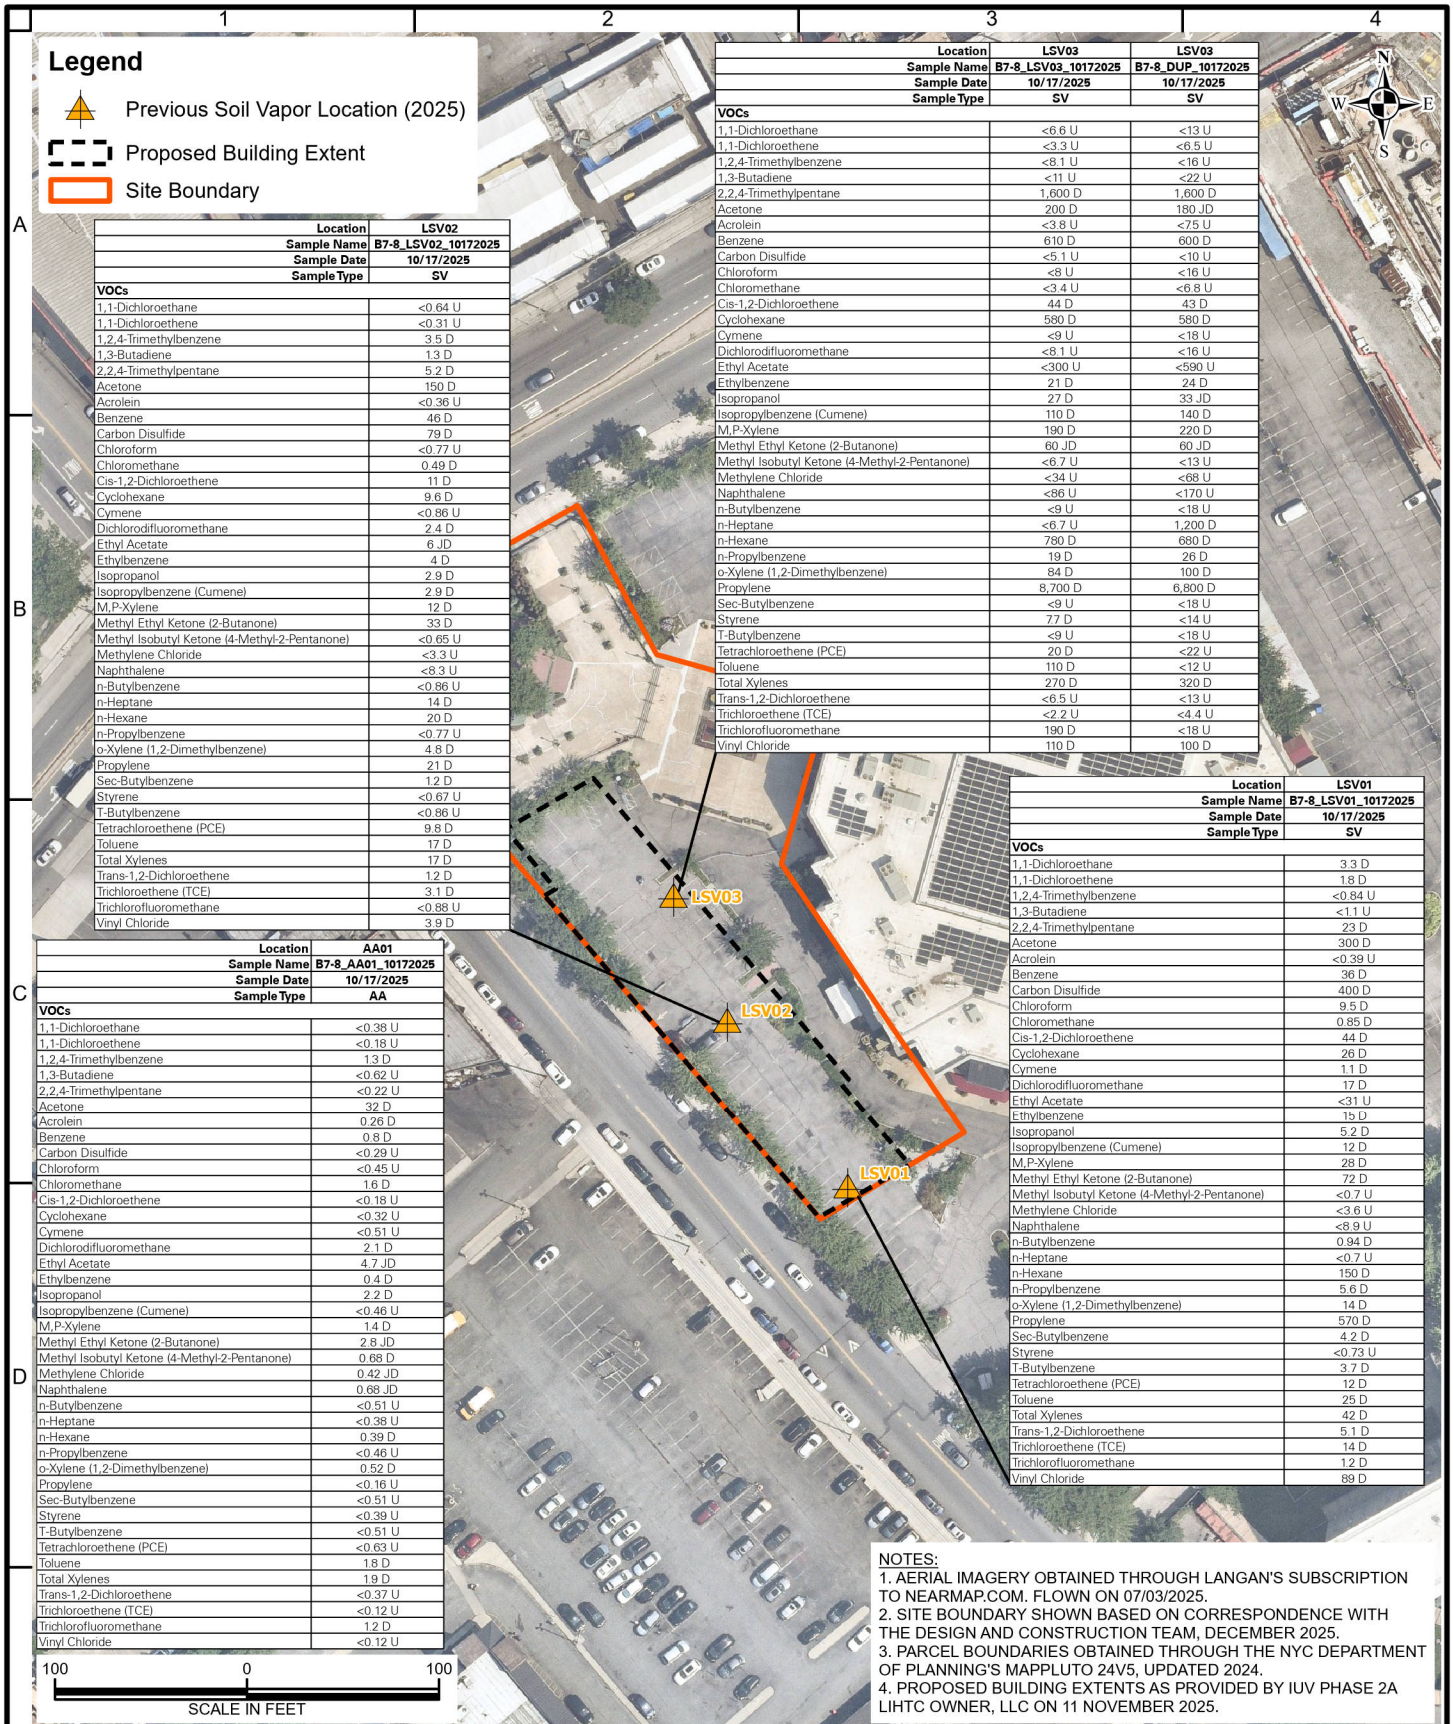 1 2 3 4
A
B
C
D
Legend
Previous Soil Vapor Location (2025)
Proposed Building Extent
Site Boundary
N
W E
S
Location LSV03 LSV03
Sample Name B7-8_LSV03_10172025 B7-8_DUP_10172025
Sample Date 10/17/2025 10/17/2025
Sample Type SV SV
VOCs
1,1-Dichloroethane <6.6 U <13 U
1,1-Dichloroethene <3.3 U <6.5 U
1,2,4-Trimethylbenzene <8.1 U <16 U
1,3-Butadiene <11 U <22 U
2,2,4-Trimethylpentane 1,600 D 1,600 D
Acetone 200 D 180 JD
Acrolein <3.8 U <7.5 U
Benzene 610 D 600 D
Carbon Disulfide <5.1 U <10 U
Chloroform <8 U <16 U
Chloromethane <3.4 U <6.8 U
Cis-1,2-Dichloroethene 44 D 43 D
Cyclohexane 580 D 580 D
Cymene <9 U <18 U
Dichlorodifluoromethane <8.1 U <16 U
Ethyl Acetate <300 U <590 U
Ethylbenzene 21 D 24 D
Isopropanol 27 D 33 JD
Isopropylbenzene (Cumene) 110 D 140 D
M,P-Xylene 190 D 220 D
Methyl Ethyl Ketone (2-Butanone) 60 JD 60 JD
Methyl Isobutyl Ketone (4-Methyl-2-Pentanone) <6.7 U <13 U
Methylene Chloride <34 U <68 U
Naphthalene <86 U <170 U
n-Butylbenzene <9 U <18 U
n-Heptane <6.7 U 1,200 D
n-Hexane 780 D 680 D
n-Propylbenzene 19 D 26 D
o-Xylene (1,2-Dimethylbenzene) 84 D 100 D
Propylene 8,700 D 6,800 D
Sec-Butylbenzene <9 U <18 U
Styrene 7.7 D <14 U
T-Butylbenzene <9 U <18 U
Tetrachloroethene (PCE) 20 D <22 U
Toluene 110 D <12 U
Total Xylenes 270 D 320 D
Trans-1,2-Dichloroethene <6.5 U <13 U
Trichloroethene (TCE) <2.2 U <4.4 U
Trichlorofluoromethane 190 D <18 U
Vinyl Chloride 110 D 100 D
Location LSV02
Sample Name B7-8_LSV02_10172025
Sample Date 10/17/2025
Sample Type SV
VOCs
1,1-Dichloroethane <0.64 U
1,1-Dichloroethene <0.31 U
1,2,4-Trimethylbenzene 3.5 D
1,3-Butadiene 1.3 D
2,2,4-Trimethylpentane 5.2 D
Acetone 150 D
Acrolein <0.36 U
Benzene 46 D
Carbon Disulfide 79 D
Chloroform <0.77 U
Chloromethane 0.49 D
Cis-1,2-Dichloroethene 11 D
Cyclohexane 9.6 D
Cymene <0.86 U
Dichlorodifluoromethane 2.4 D
Ethyl Acetate 6 JD
Ethylbenzene 4 D
Isopropanol 2.9 D
Isopropylbenzene (Cumene) 2.9 D
M,P-Xylene 12 D
Methyl Ethyl Ketone (2-Butanone) 33 D
Methyl Isobutyl Ketone (4-Methyl-2-Pentanone) <0.65 U
Methylene Chloride <3.3 U
Naphthalene <8.3 U
n-Butylbenzene <0.86 U
n-Heptane 14 D
n-Hexane 20 D
n-Propylbenzene <0.77 U
o-Xylene (1,2-Dimethylbenzene) 4.8 D
Propylene 21 D
Sec-Butylbenzene 1.2 D
Styrene <0.67 U
T-Butylbenzene <0.86 U
Tetrachloroethene (PCE) 9.8 D
Toluene 17 D
Total Xylenes 17 D
Trans-1,2-Dichloroethene 1.2 D
Trichloroethene (TCE) 3.1 D
Trichlorofluoromethane <0.88 U
Vinyl Chloride 3.9 D
LSV03
LSV02
LSV01
Location LSV01
Sample Name B7-8_LSV01_10172025
Sample Date 10/17/2025
Sample Type SV
VOCs
1,1-Dichloroethane 3.3 D
1,1-Dichloroethene 1.8 D
1,2,4-Trimethylbenzene <0.84 U
1,3-Butadiene <1.1 U
2,2,4-Trimethylpentane 23 D
Acetone 300 D
Acrolein <0.39 U
Benzene 36 D
Carbon Disulfide 400 D
Chloroform 9.5 D
Chloromethane 0.85 D
Cis-1,2-Dichloroethene 44 D
Cyclohexane 26 D
Cymene 1.1 D
Dichlorodifluoromethane 17 D
Ethyl Acetate <31 U
Ethylbenzene 15 D
Isopropanol 5.2 D
Isopropylbenzene (Cumene) 12 D
M,P-Xylene 28 D
Methyl Ethyl Ketone (2-Butanone) 72 D
Methyl Isobutyl Ketone (4-Methyl-2-Pentanone) <0.7 U
Methylene Chloride <3.6 U
Naphthalene <8.9 U
n-Butylbenzene 0.94 D
n-Heptane <0.7 U
n-Hexane 150 D
n-Propylbenzene 5.6 D
o-Xylene (1,2-Dimethylbenzene) 14 D
Propylene 570 D
Sec-Butylbenzene 4.2 D
Styrene <0.73 U
T-Butylbenzene 3.7 D
Tetrachloroethene (PCE) 12 D
Toluene 25 D
Total Xylenes 42 D
Trans-1,2-Dichloroethene 5.1 D
Trichloroethene (TCE) 14 D
Trichlorofluoromethane 1.2 D
Vinyl Chloride 89 D
Location AA01
Sample Name B7-8_AA01_10172025
Sample Date 10/17/2025
Sample Type AA
VOCs
1,1-Dichloroethane <0.38 U
1,1-Dichloroethene <0.18 U
1,2,4-Trimethylbenzene 1.3 D
1,3-Butadiene <0.62 U
2,2,4-Trimethylpentane <0.22 U
Acetone 32 D
Acrolein 0.26 D
Benzene 0.8 D
Carbon Disulfide <0.29 U
Chloroform <0.45 U
Chloromethane 1.6 D
Cis-1,2-Dichloroethene <0.18 U
Cyclohexane <0.32 U
Cymene <0.51 U
Dichlorodifluoromethane 2.1 D
Ethyl Acetate 4.7 JD
Ethylbenzene 0.4 D
Isopropanol 2.2 D
Isopropylbenzene (Cumene) <0.46 U
M,P-Xylene 1.4 D
Methyl Ethyl Ketone (2-Butanone) 2.8 JD
Methyl Isobutyl Ketone (4-Methyl-2-Pentanone) 0.68 D
Methylene Chloride 0.42 JD
Naphthalene 0.68 JD
n-Butylbenzene <0.51 U
n-Heptane <0.38 U
n-Hexane 0.39 D
n-Propylbenzene <0.46 U
o-Xylene (1,2-Dimethylbenzene) 0.52 D
Propylene <0.16 U
Sec-Butylbenzene <0.51 U
Styrene <0.39 U
T-Butylbenzene <0.51 U
Tetrachloroethene (PCE) <0.63 U
Toluene 1.8 D
Total Xylenes 1.9 D
Trans-1,2-Dichloroethene <0.37 U
Trichloroethene (TCE) <0.12 U
Trichlorofluoromethane 1.2 D
Vinyl Chloride <0.12 U
100 0 100
SCALE IN FEET
NOTES:
1. AERIAL IMAGERY OBTAINED THROUGH LANGAN'S SUBSCRIPTION
TO NEARMAP.COM. FLOWN ON 07/03/2025.
2. SITE BOUNDARY SHOWN BASED ON CORRESPONDENCE WITH
THE DESIGN AND CONSTRUCTION TEAM, DECEMBER 2025.
3. PARCEL BOUNDARIES OBTAINED THROUGH THE NYC DEPARTMENT
OF PLANNING'S MAPPLUTO 24V5, UPDATED 2024.
4. PROPOSED BUILDING EXTENTS AS PROVIDED BY IUV PHASE 2A
LIHTC OWNER, LLC ON 11 NOVEMBER 2025.